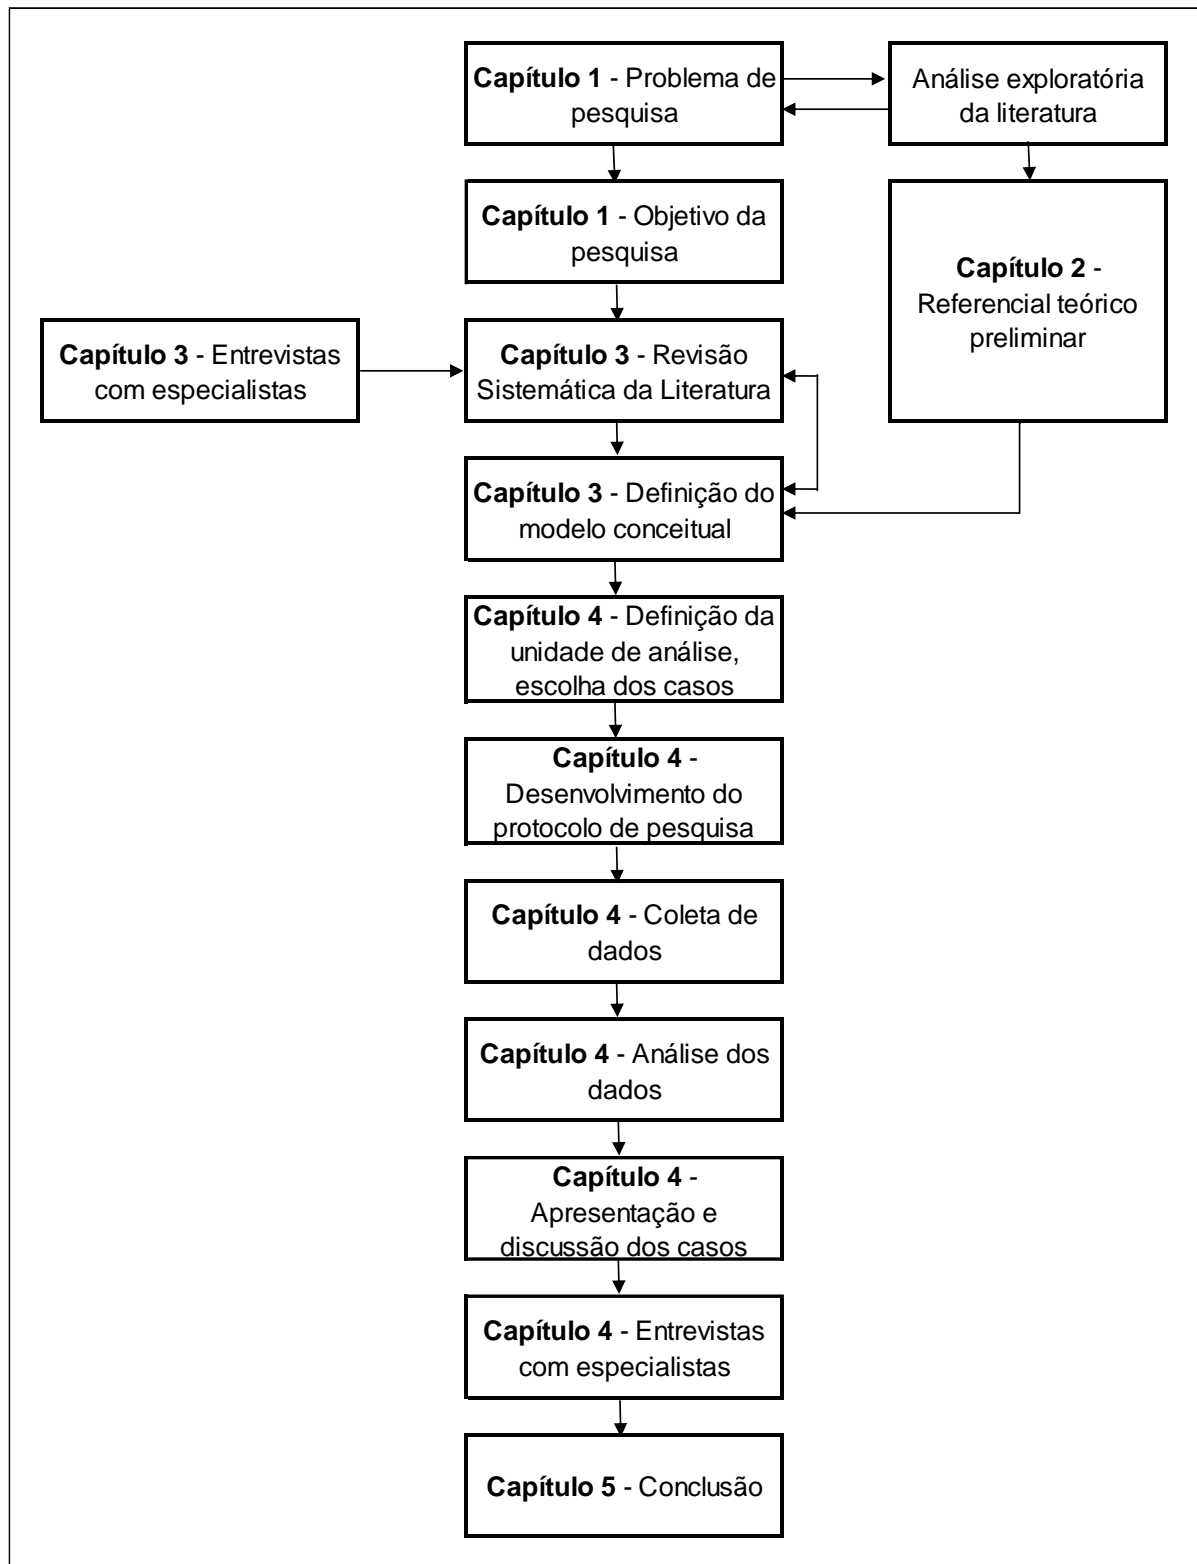 Capítulo 1 - Problema de
pesquisa
Análise exploratória
da literatura
Capítulo 1 - Objetivo da
pesquisa
Capítulo 2 -
Referencial teórico
preliminar
Capítulo 3 - Entrevistas
com especialistas
Capítulo 3 - Revisão
Sistemática da Literatura
Capítulo 3 - Definição do
modelo conceitual
Capítulo 4 - Definição da
unidade de análise,
escolha dos casos
Capítulo 4 -
Desenvolvimento do
protocolo de pesquisa
Capítulo 4 - Coleta de
dados
Capítulo 4 - Análise dos
dados
Capítulo 4 -
Apresentação e
discussão dos casos
Capítulo 4 - Entrevistas
com especialistas
Capítulo 5 - Conclusão